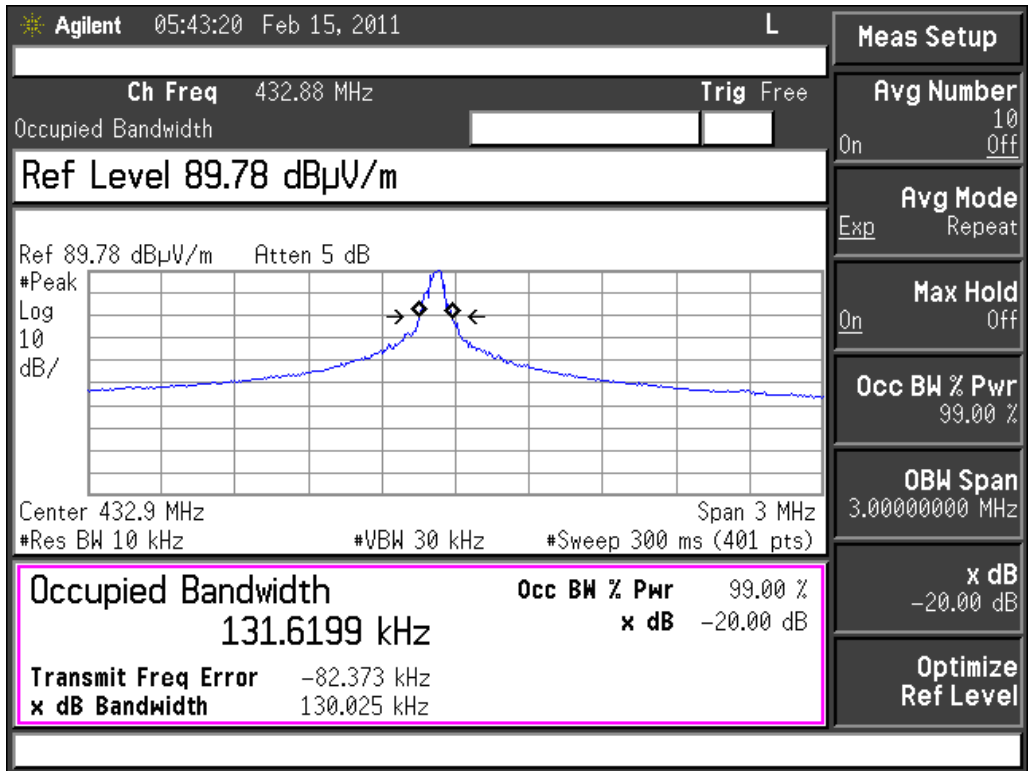 Agilent 05:43:20 Feb 15, 2011 L
Ch Freq 432.88 MHz Trig Free
Occupied Bandwidth
Ref Level 89.78 dBµV/m
Ref 89.78 dBµV/m Atten 5 dB
#Peak
Log
10
dB/
Center 432.9 MHz Span 3 MHz
#Res BW 10 kHz #VBW 30 kHz #Sweep 300 ms (401 pts)
Occupied Bandwidth Occ BW % Pwr 99.00 %
131.6199 kHz x dB -20.00 dB
Transmit Freq Error -82.373 kHz
x dB Bandwidth 130.025 kHz
Meas Setup
Avg Number
10
On Off
Avg Mode
Exp Repeat
Max Hold
On Off
Occ BW % Pwr
99.00 %
OBW Span
3.00000000 MHz
x dB
-20.00 dB
Optimize
Ref Level